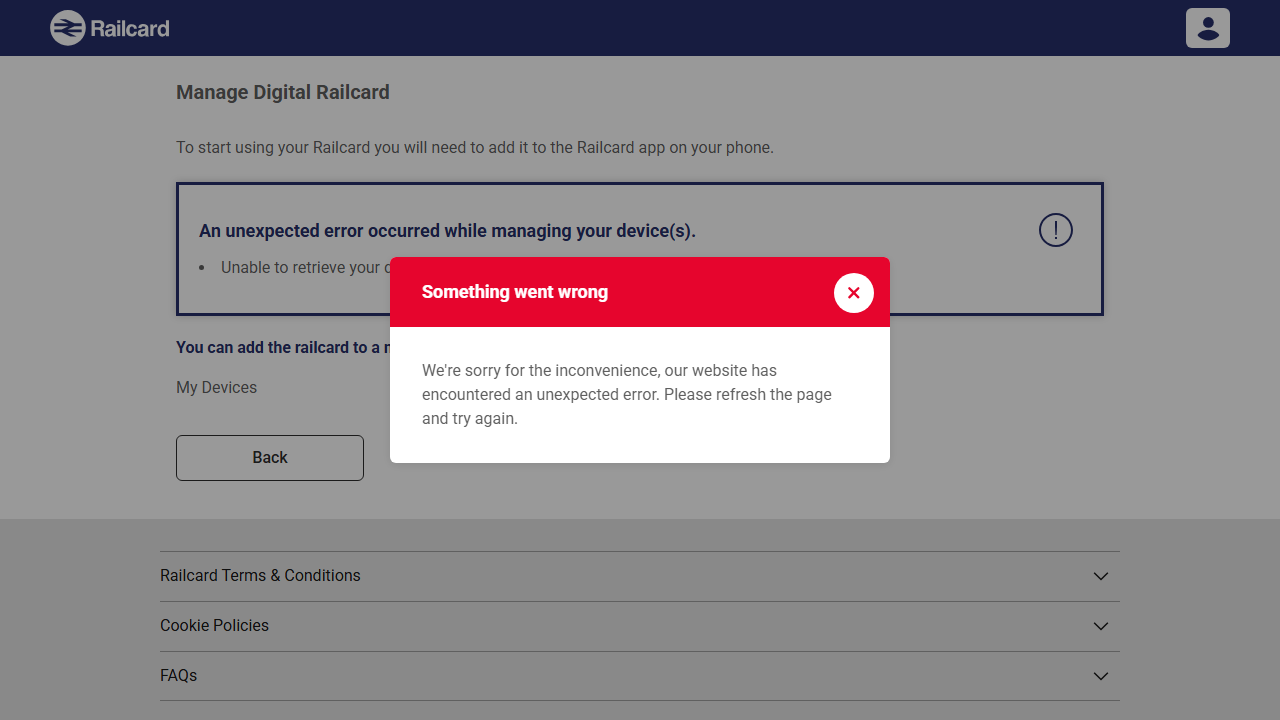 Railcard
Manage Digital Railcard
To start using your Railcard you will need to add it to the Railcard app on your phone.
An unexpected error occurred while managing your device(s).
• Unable to retrieve your
Something went wrong
We're sorry for the inconvenience, our website has
encountered an unexpected error. Please refresh the page
and try again.
You can add the railcard to a
My Devices
Back
Railcard Terms & Conditions
Cookie Policies
FAQs